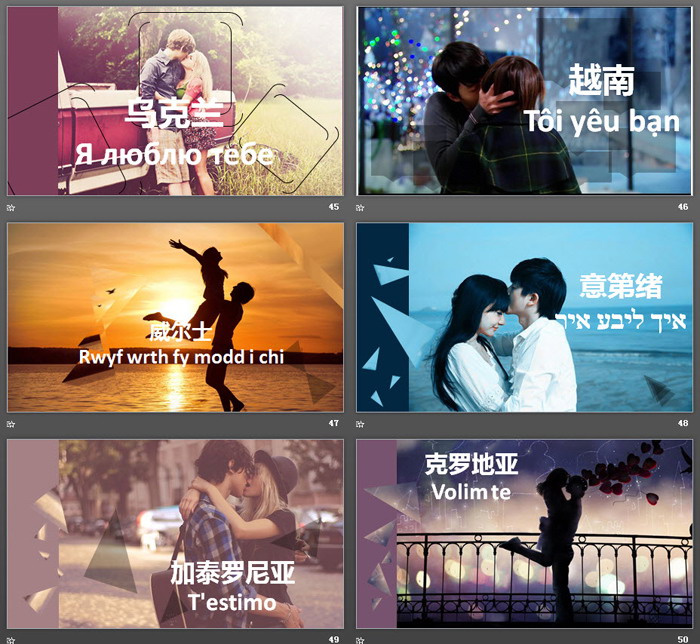 乌克兰
Я люблю тебе
45
越南
Tôi yêu bạn
46
威尔士
Rwyf wrth fy modd i chi
47
意第绪
איך ליבע איר
48
加泰罗尼亚
T'estimo
49
克罗地亚
Volim te
50